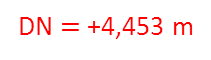 DN = +4,453 m